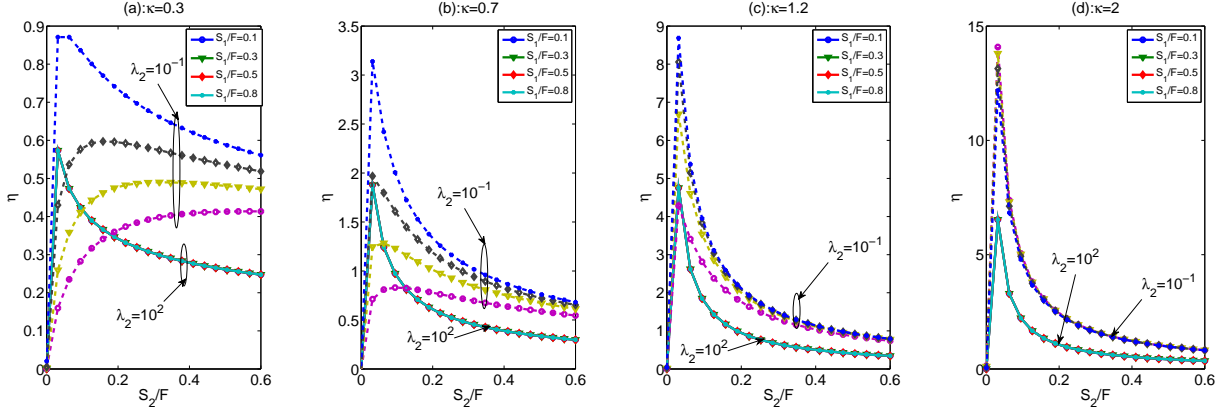 (a):κ=0.3
0.9
0.8
0.7
0.6
0.5
0.4
0.3
0.2
0.1
0
η
0
0.2
0.4
0.6
S2/F
S1/F=0.1
S1/F=0.3
S1/F=0.5
S1/F=0.8
λ2=10−1
λ2=102
(b):κ=0.7
3.5
3
2.5
2
1.5
1
0.5
0
η
0
0.2
0.4
0.6
S2/F
S1/F=0.1
S1/F=0.3
S1/F=0.5
S1/F=0.8
λ2=10−1
λ2=102
(c):κ=1.2
9
8
7
6
5
4
3
2
1
0
η
0
0.2
0.4
0.6
S2/F
S1/F=0.1
S1/F=0.3
S1/F=0.5
S1/F=0.8
λ2=10−1
λ2=102
(d):κ=2
15
10
5
0
η
0
0.2
0.4
0.6
S2/F
S1/F=0.1
S1/F=0.3
S1/F=0.5
S1/F=0.8
λ2=102
λ2=10−1